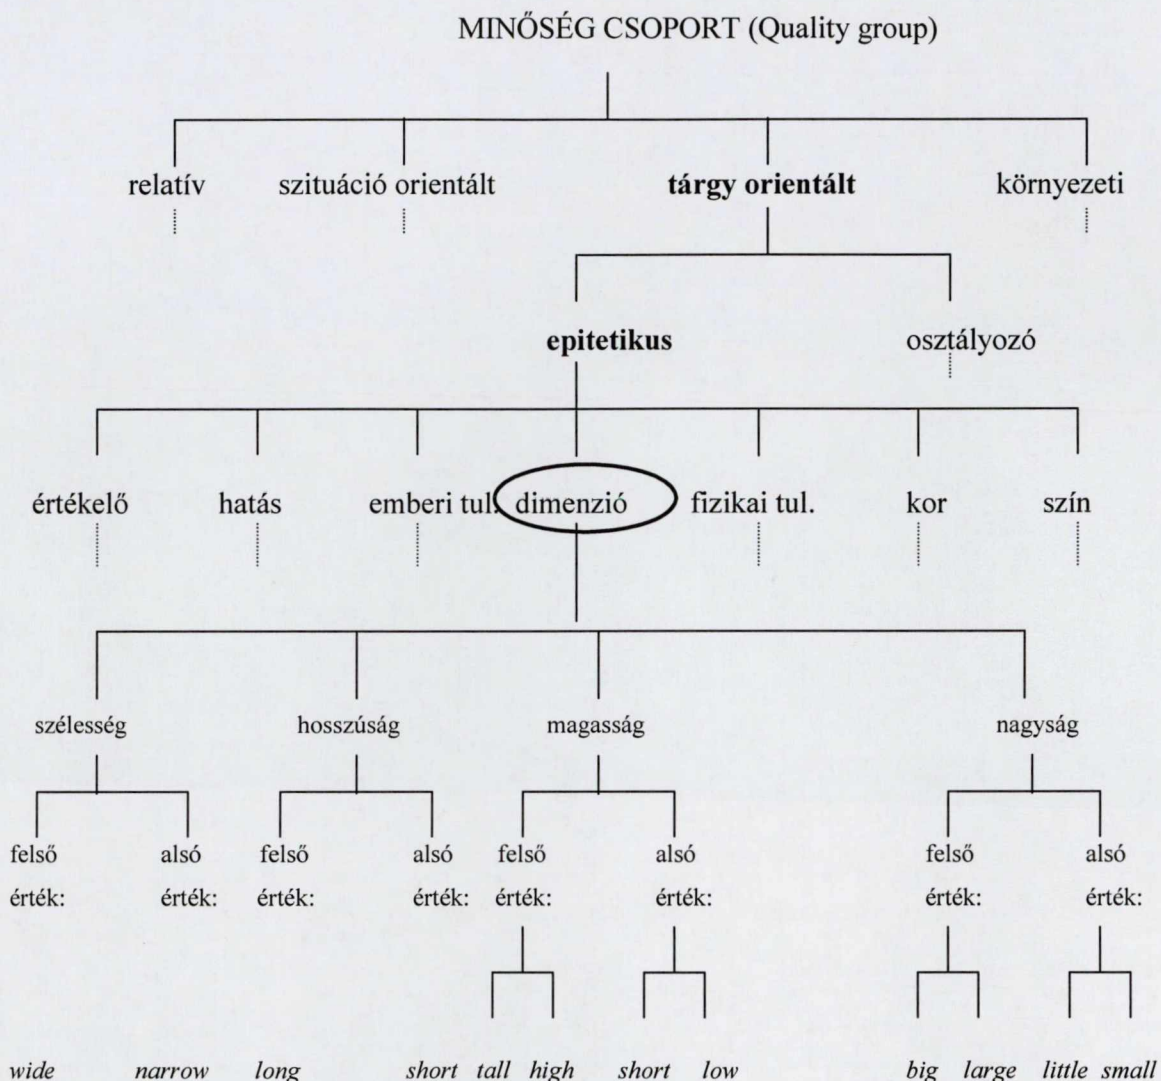 MINŐSÉG CSOPORT (Quality group)
relatív szituáció orientált tárgy orientált környezeti
epitetikus osztályozó
értékelő hatás emberi tul. dimenzió fizikai tul. kor szín
szélesség hosszúság magasság nagyság
felső alsó felső alsó felső alsó felső alsó
érték: érték: érték: érték: érték: érték: érték: érték:
wide narrow long short tall high short low big large little small